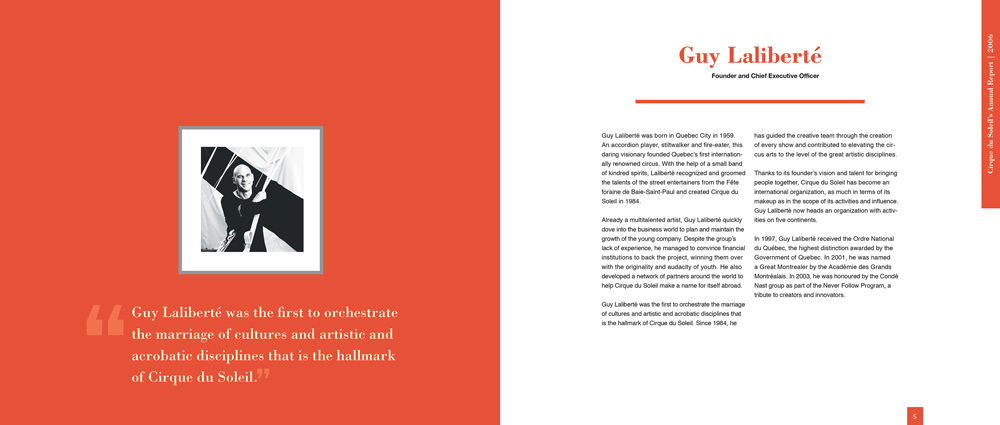 “Guy Laliberté was the first to orchestrate
the marriage of cultures and artistic and
acrobatic disciplines that is the hallmark
of Cirque du Soleil.”
Guy Laliberté
Founder and Chief Executive Officer
Guy Laliberté was born in Quebec City in 1959.
An accordion player, stiltwalker and fire-eater, this
daring visionary founded Quebec’s first internation-
ally renowned circus. With the help of a small band
of kindred spirits, Laliberté recognized and groomed
the talents of the street entertainers from the Fête
foraine de Baie-Saint-Paul and created Cirque du
Soleil in 1984.
Already a multitalented artist, Guy Laliberté quickly
dove into the business world to plan and maintain the
growth of the young company. Despite the group’s
lack of experience, he managed to convince financial
institutions to back the project, winning them over
with the originality and audacity of youth. He also
developed a network of partners around the world to
help Cirque du Soleil make a name for itself abroad.
Guy Laliberté was the first to orchestrate the marriage
of cultures and artistic and acrobatic disciplines that
is the hallmark of Cirque du Soleil. Since 1984, he
has guided the creative team through the creation
of every show and contributed to elevating the cir-
cus arts to the level of the great artistic disciplines.
Thanks to its founder’s vision and talent for bringing
people together, Cirque du Soleil has become an
international organization, as much in terms of its
makeup as in the scope of its activities and influence.
Guy Laliberté now heads an organization with activ-
ities on five continents.
In 1997, Guy Laliberté received the Ordre National
du Québec, the highest distinction awarded by the
Government of Quebec. In 2001, he was named
a Great Montrealer by the Académie des Grands
Montréalais. In 2003, he was honoured by the Condé
Nast group as part of the Never Follow Program, a
tribute to creators and innovators.
Cirque du Soleil’s Annual Report | 2006
5